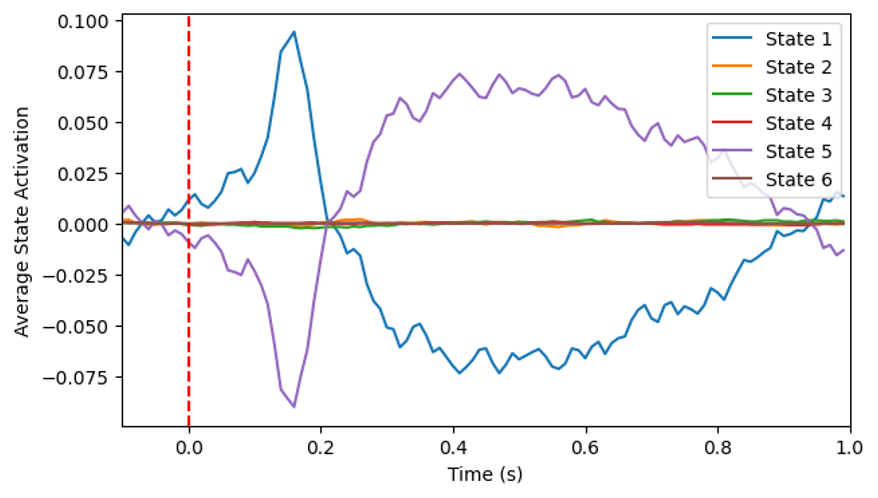 0.100
0.075
0.050
0.025
0.000
−0.025
−0.050
−0.075
Average State Activation
State 1
State 2
State 3
State 4
State 5
State 6
0.0 0.2 0.4 0.6 0.8 1.0
Time (s)